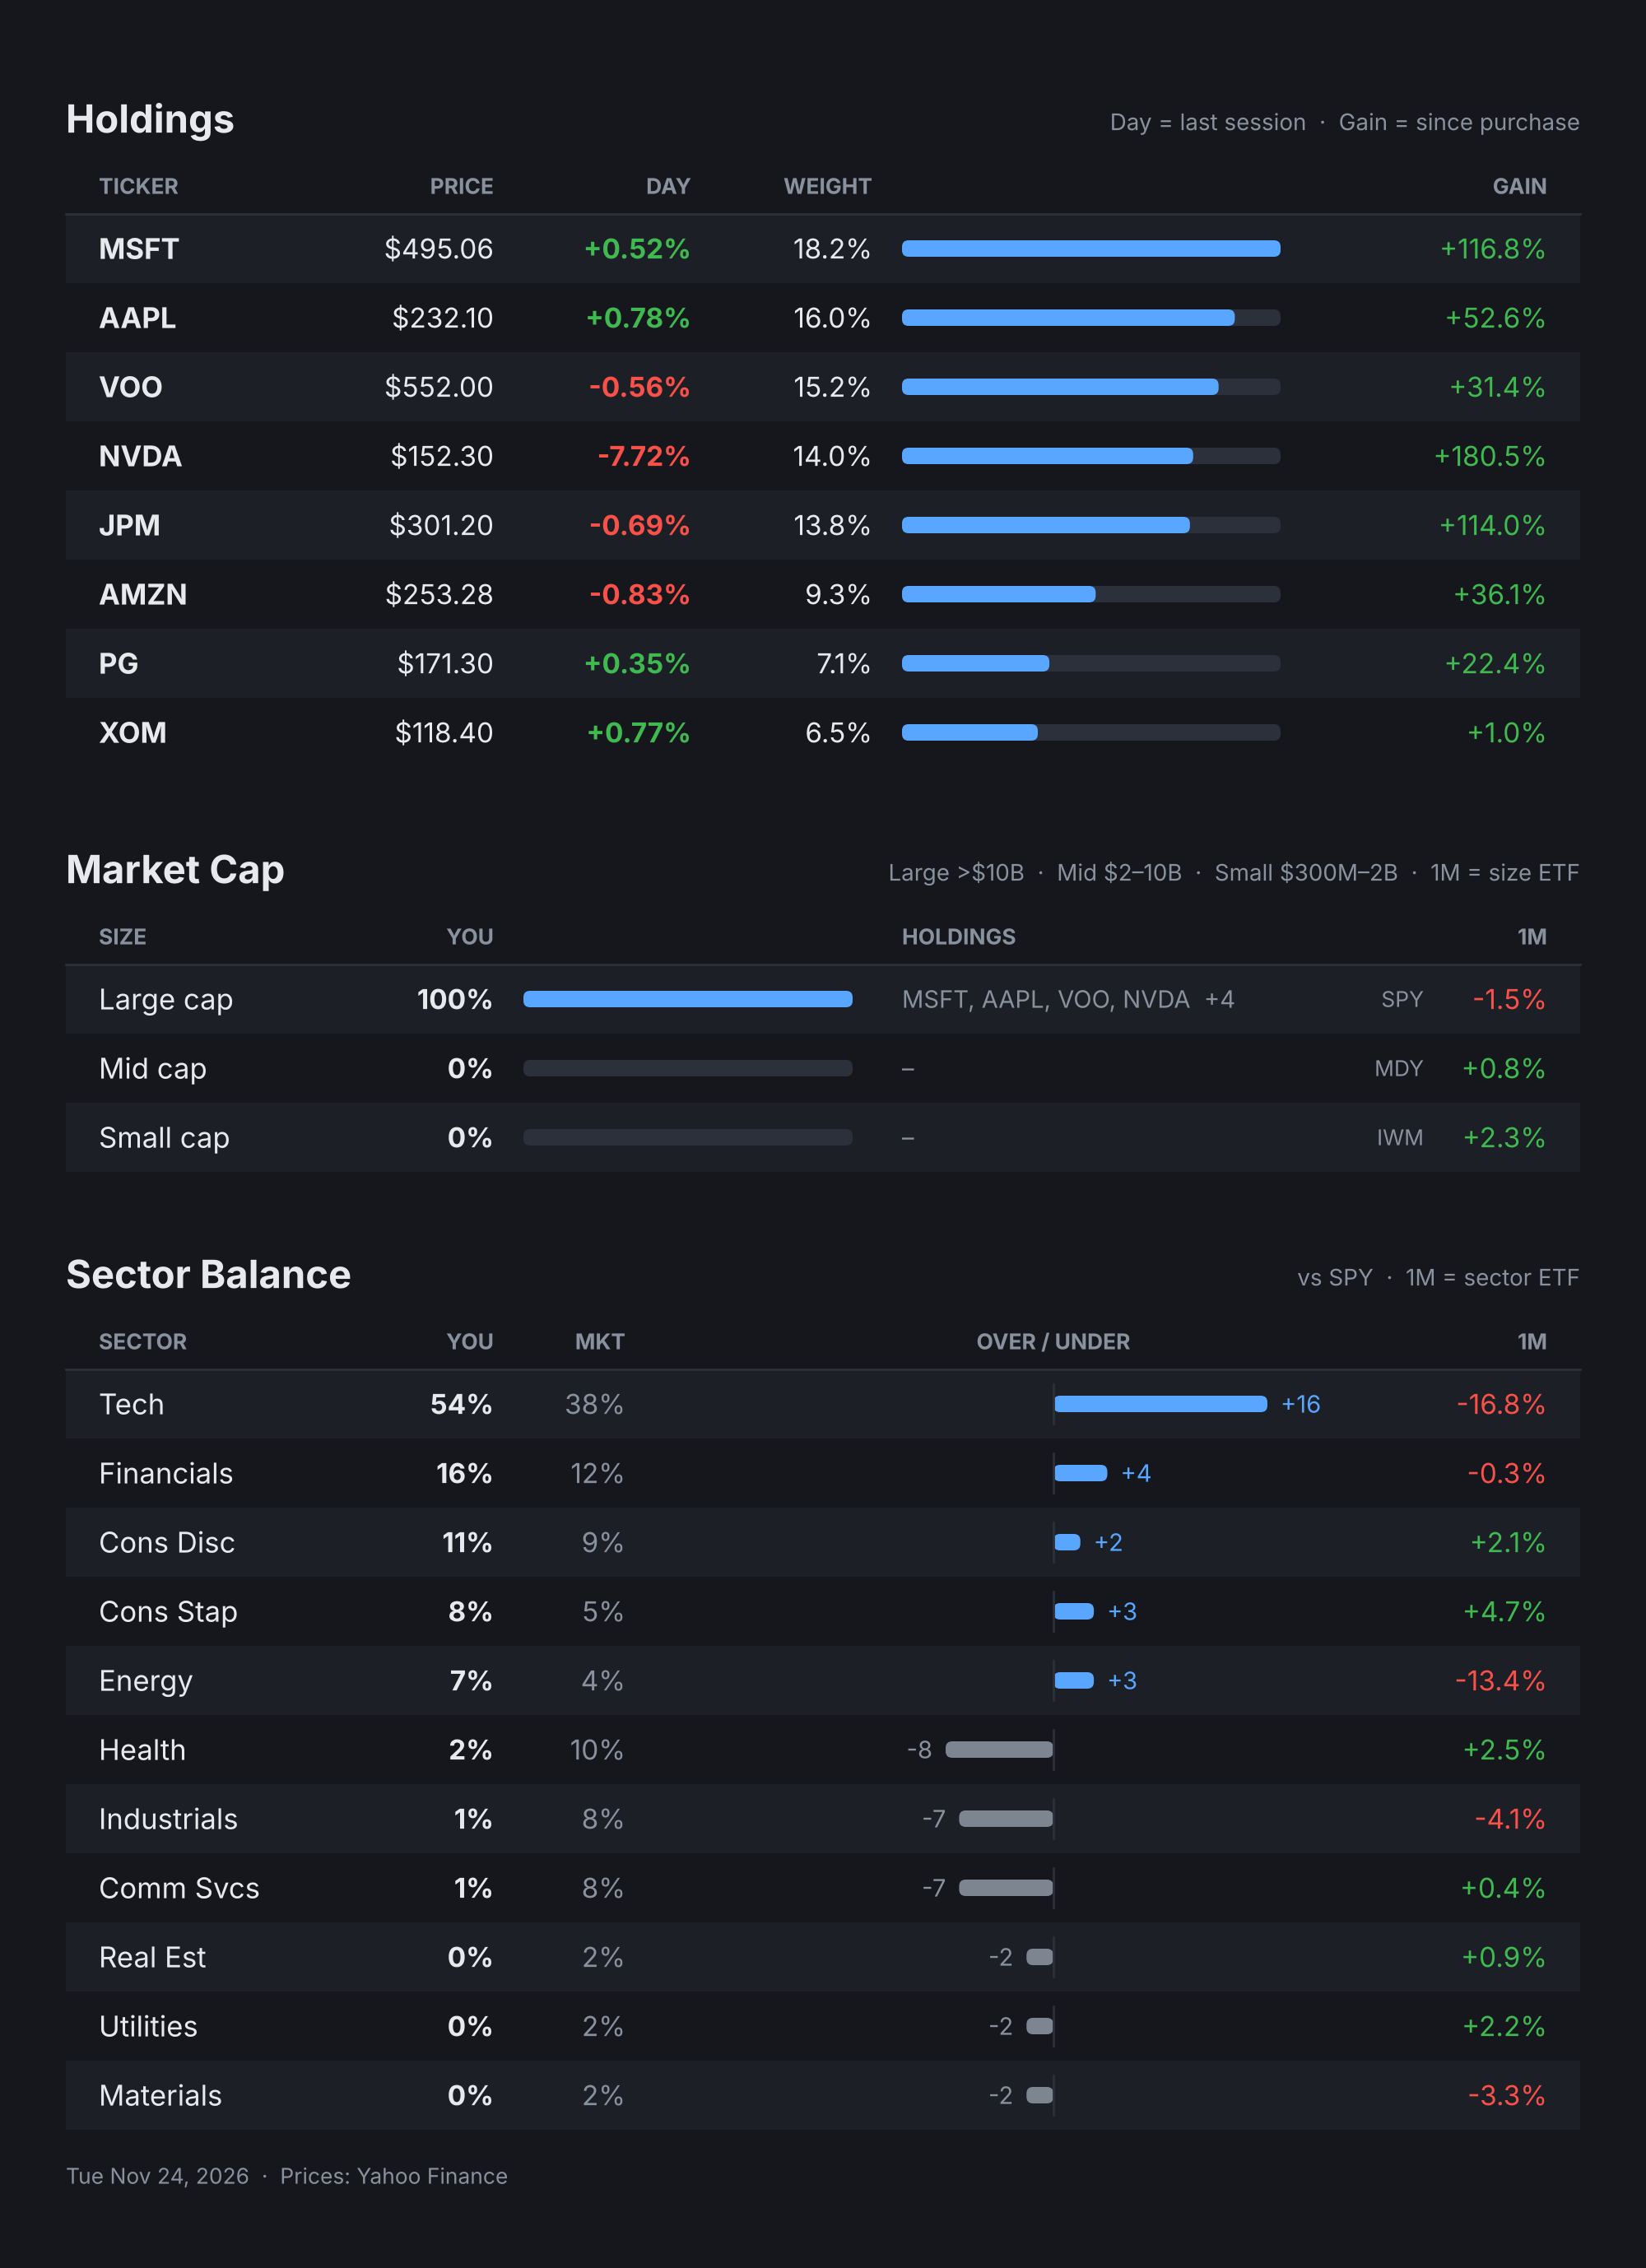 Holdings Day = last session · Gain = since purchase
TICKER PRICE DAY WEIGHT GAIN
MSFT $495.06 +0.52% 18.2% +116.8%
AAPL $232.10 +0.78% 16.0% +52.6%
VOO $552.00 -0.56% 15.2% +31.4%
NVDA $152.30 -7.72% 14.0% +180.5%
JPM $301.20 -0.69% 13.8% +114.0%
AMZN $253.28 -0.83% 9.3% +36.1%
PG $171.30 +0.35% 7.1% +22.4%
XOM $118.40 +0.77% 6.5% +1.0%
Market Cap Large >$10B · Mid $2–10B · Small $300M–2B · 1M = size ETF
SIZE YOU HOLDINGS 1M
Large cap 100% MSFT, AAPL, VOO, NVDA +4 SPY -1.5%
Mid cap 0% – MDY +0.8%
Small cap 0% – IWM +2.3%
Sector Balance vs SPY · 1M = sector ETF
SECTOR YOU MKT OVER / UNDER 1M
Tech 54% 38% +16 -16.8%
Financials 16% 12% +4 -0.3%
Cons Disc 11% 9% +2 +2.1%
Cons Stap 8% 5% +3 +4.7%
Energy 7% 4% +3 -13.4%
Health 2% 10% -8 +2.5%
Industrials 1% 8% -7 -4.1%
Comm Svcs 1% 8% -7 +0.4%
Real Est 0% 2% -2 +0.9%
Utilities 0% 2% -2 +2.2%
Materials 0% 2% -2 -3.3%
Tue Nov 24, 2026 · Prices: Yahoo Finance